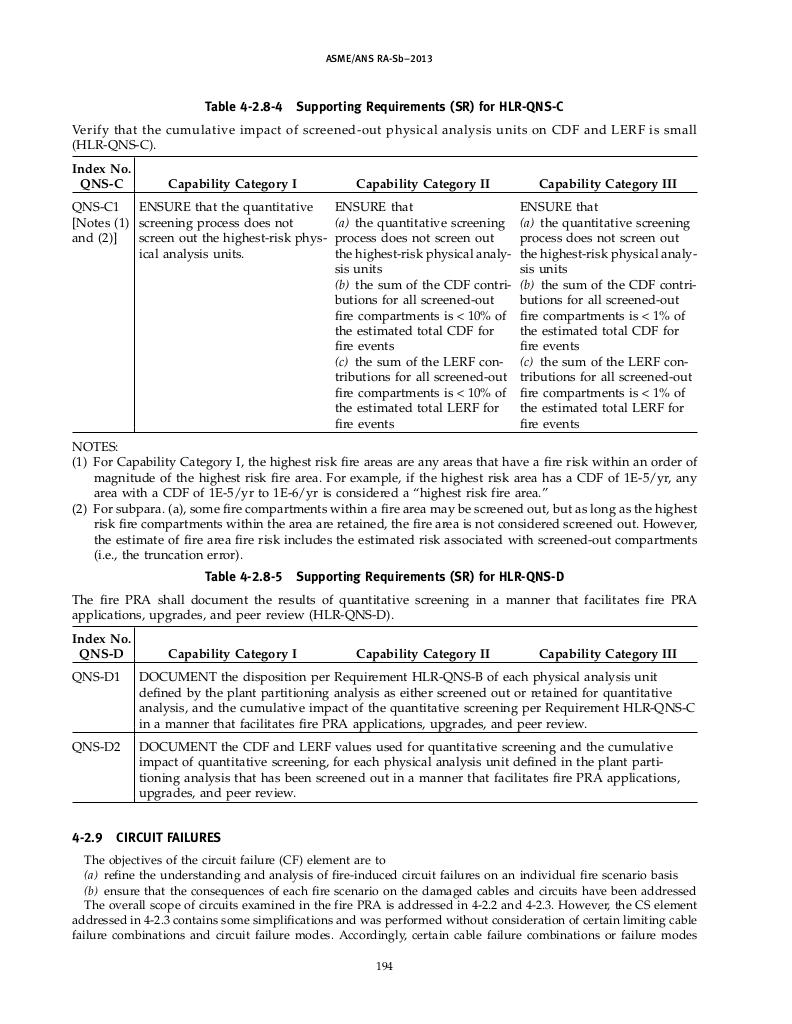 ASME/ANS RA-Sb–2013
Table 4-2.8-4 Supporting Requirements (SR) for HLR-QNS-C
Verify that the cumulative impact of screened-out physical analysis units on CDF and LERF is small
(HLR-QNS-C).
Index No.
QNS-C Capability Category I Capability Category II Capability Category III
QNS-C1
[Notes (1)
and (2)]
ENSURE that the quantitative
screening process does not
screen out the highest-risk phys-
ical analysis units.
ENSURE that
(a) the quantitative screening
process does not screen out
the highest-risk physical analy-
sis units
(b) the sum of the CDF contri-
butions for all screened-out
fire compartments is < 10% of
the estimated total CDF for
fire events
(c) the sum of the LERF con-
tributions for all screened-out
fire compartments is < 10% of
the estimated total LERF for
fire events
ENSURE that
(a) the quantitative screening
process does not screen out
the highest-risk physical analy-
sis units
(b) the sum of the CDF contri-
butions for all screened-out
fire compartments is < 1% of
the estimated total CDF for
fire events
(c) the sum of the LERF con-
tributions for all screened-out
fire compartments is < 1% of
the estimated total LERF for
fire events
NOTES:
(1) For Capability Category I, the highest risk fire areas are any areas that have a fire risk within an order of
magnitude of the highest risk fire area. For example, if the highest risk area has a CDF of 1E-5/yr, any
area with a CDF of 1E-5/yr to 1E-6/yr is considered a “highest risk fire area.”
(2) For subpara. (a), some fire compartments within a fire area may be screened out, but as long as the highest
risk fire compartments within the area are retained, the fire area is not considered screened out. However,
the estimate of fire area fire risk includes the estimated risk associated with screened-out compartments
(i.e., the truncation error).
Table 4-2.8-5 Supporting Requirements (SR) for HLR-QNS-D
The fire PRA shall document the results of quantitative screening in a manner that facilitates fire PRA
applications, upgrades, and peer review (HLR-QNS-D).
Index No.
QNS-D Capability Category I Capability Category II Capability Category III
QNS-D1 DOCUMENT the disposition per Requirement HLR-QNS-B of each physical analysis unit
defined by the plant partitioning analysis as either screened out or retained for quantitative
analysis, and the cumulative impact of the quantitative screening per Requirement HLR-QNS-C
in a manner that facilitates fire PRA applications, upgrades, and peer review.
QNS-D2 DOCUMENT the CDF and LERF values used for quantitative screening and the cumulative
impact of quantitative screening, for each physical analysis unit defined in the plant parti-
tioning analysis that has been screened out in a manner that facilitates fire PRA applications,
upgrades, and peer review.
4-2.9 CIRCUIT FAILURES
The objectives of the circuit failure (CF) element are to
(a) refine the understanding and analysis of fire-induced circuit failures on an individual fire scenario basis
(b) ensure that the consequences of each fire scenario on the damaged cables and circuits have been addressed
The overall scope of circuits examined in the fire PRA is addressed in 4-2.2 and 4-2.3. However, the CS element
addressed in 4-2.3 contains some simplifications and was performed without consideration of certain limiting cable
failure combinations and circuit failure modes. Accordingly, certain cable failure combinations or failure modes
194